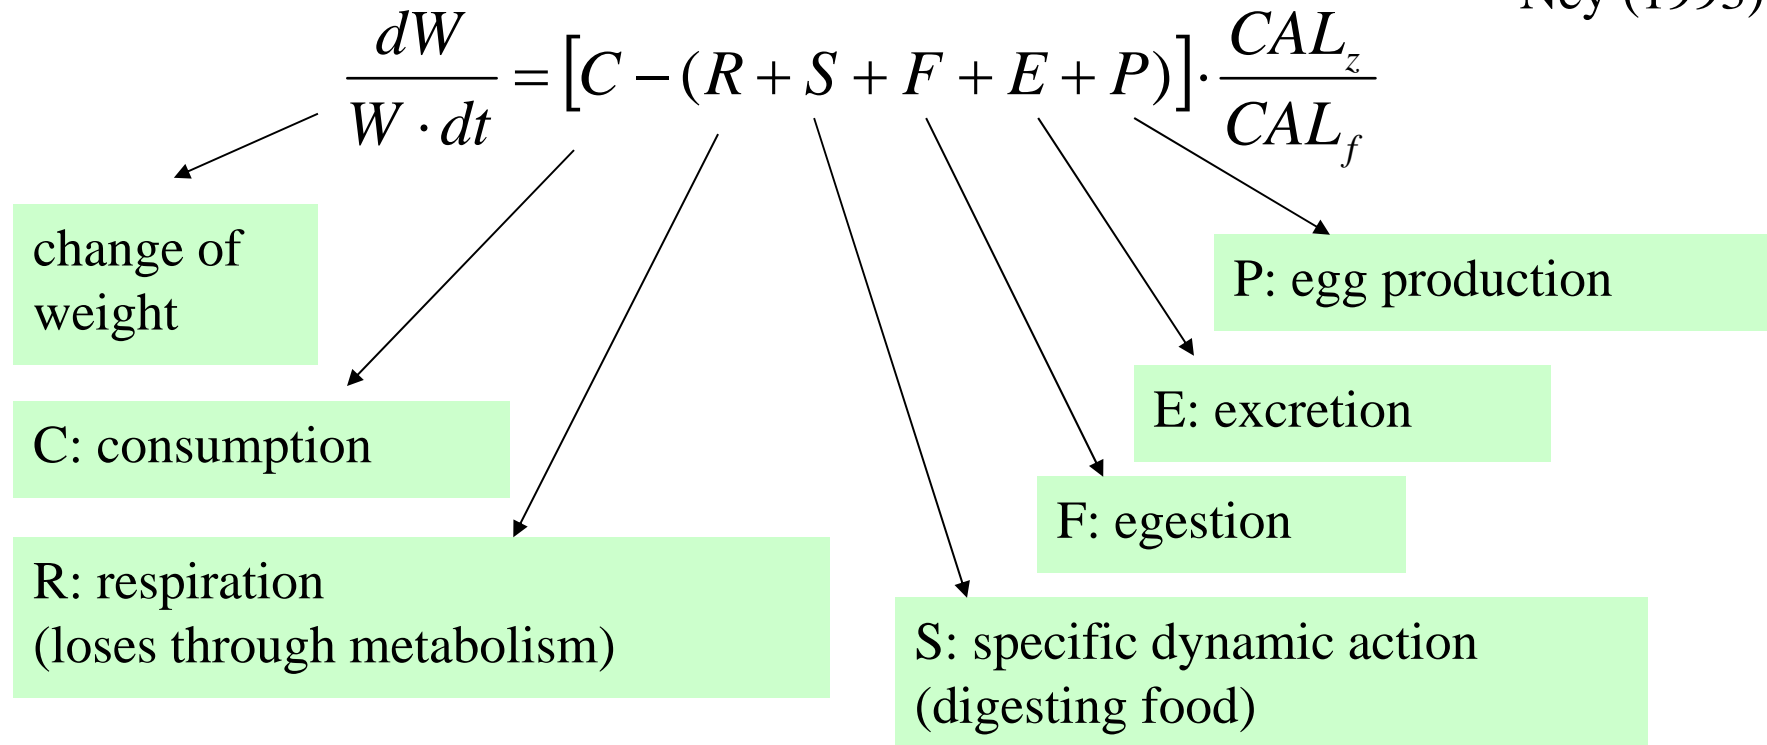 Ney (1993)
dW / (W · dt) = [C − (R + S + F + E + P)] · CAL_z / CAL_f
change of
weight
P: egg production
E: excretion
C: consumption
F: egestion
R: respiration
(loses through metabolism)
S: specific dynamic action
(digesting food)